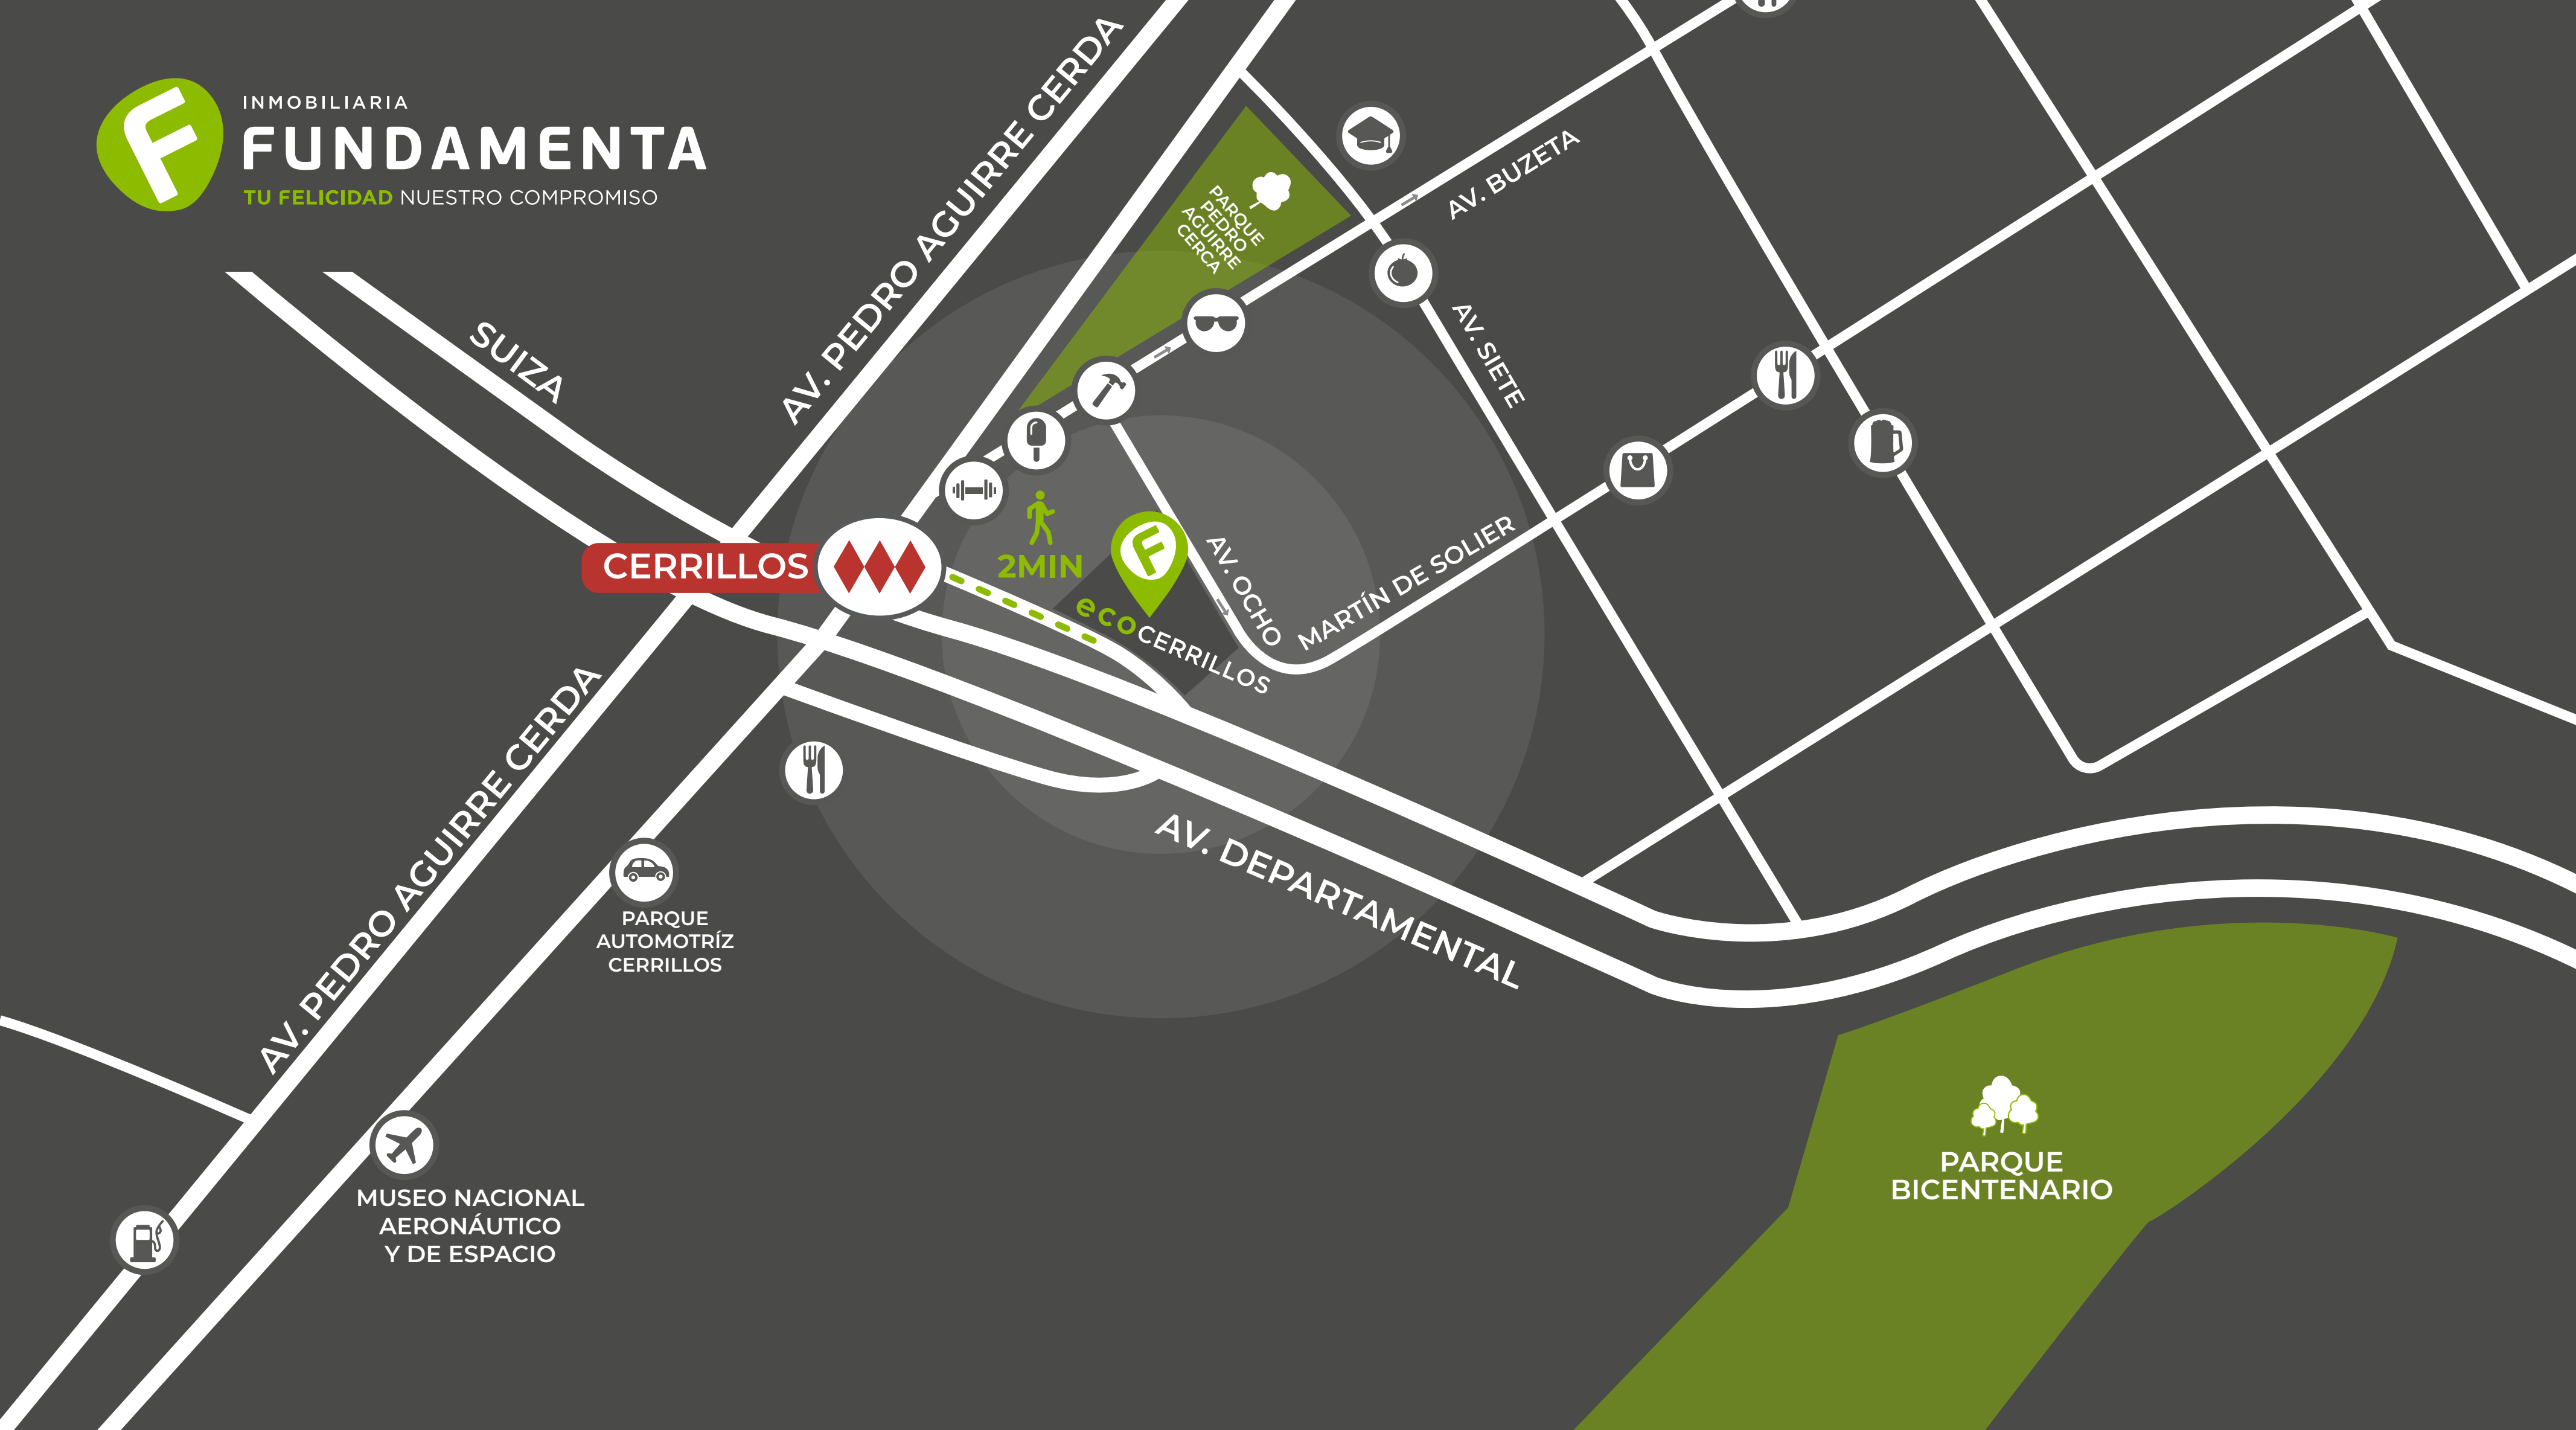 INMOBILIARIA
FUNDAMENTA
TU FELICIDAD NUESTRO COMPROMISO
AV. PEDRO AGUIRRE CERDA
SUIZA
PARQUE
PEDRO
AGUIRRE
CERCA
AV. BUZETA
AV. SIETE
CERRILLOS
2MIN
ecoCERRILLOS
AV. OCHO
MARTÍN DE SOLIER
AV. PEDRO AGUIRRE CERDA
AV. DEPARTAMENTAL
PARQUE
AUTOMOTRÍZ
CERRILLOS
MUSEO NACIONAL
AERONÁUTICO
Y DE ESPACIO
PARQUE
BICENTENARIO